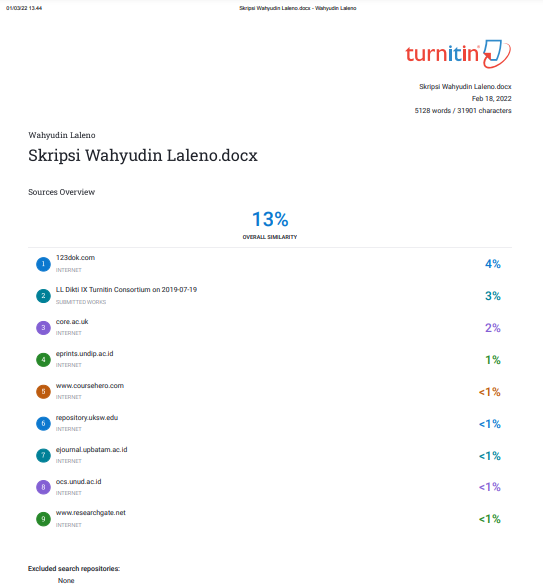 01/03/22 13.44
Skripsi Wahyudin Laleno.docx - Wahyudin Laleno
turnitin
Skripsi Wahyudin Laleno.docx
Feb 18, 2022
5128 words / 31901 characters
Wahyudin Laleno
Skripsi Wahyudin Laleno.docx
Sources Overview
13%
OVERALL SIMILARITY
1 123dok.com 4%
INTERNET
2 LL Dikti IX Turnitin Consortium on 2019-07-19 3%
SUBMITTED WORKS
3 core.ac.uk 2%
INTERNET
4 eprints.undip.ac.id 1%
INTERNET
5 www.coursehero.com <1%
INTERNET
6 repository.uksw.edu <1%
INTERNET
7 ejournal.upbatam.ac.id <1%
INTERNET
8 ocs.unud.ac.id <1%
INTERNET
9 www.researchgate.net <1%
INTERNET
Excluded search repositories:
None